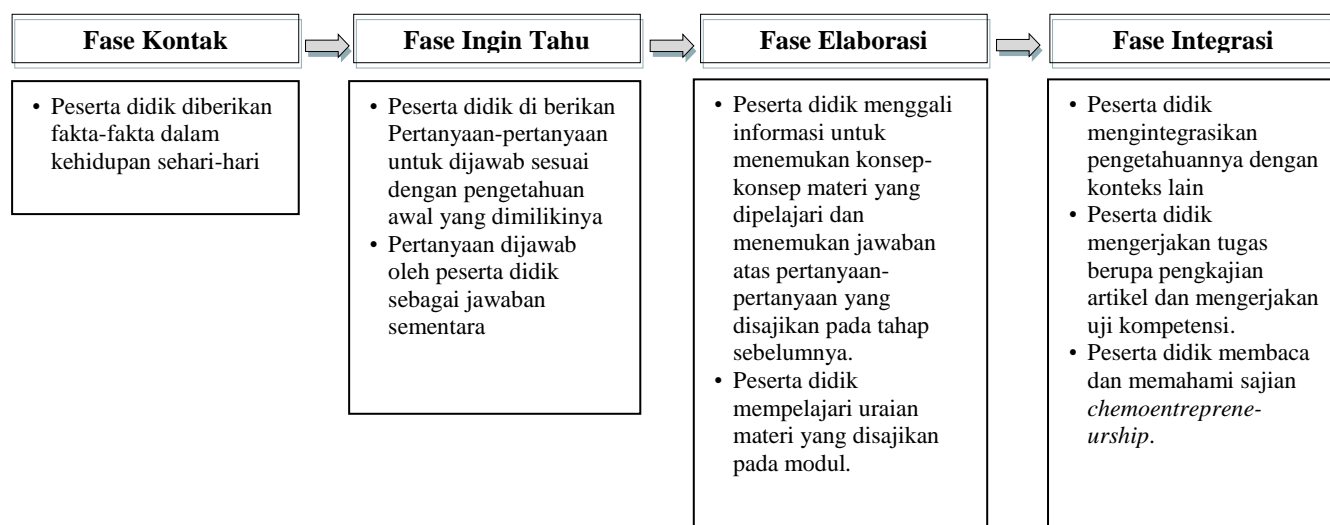 Fase Kontak
• Peserta didik diberikan
fakta-fakta dalam
kehidupan sehari-hari
Fase Ingin Tahu
• Peserta didik di berikan
Pertanyaan-pertanyaan
untuk dijawab sesuai
dengan pengetahuan
awal yang dimilikinya
• Pertanyaan dijawab
oleh peserta didik
sebagai jawaban
sementara
Fase Elaborasi
• Peserta didik menggali
informasi untuk
menemukan konsep-
konsep materi yang
dipelajari dan
menemukan jawaban
atas pertanyaan-
pertanyaan yang
disajikan pada tahap
sebelumnya.
• Peserta didik
mempelajari uraian
materi yang disajikan
pada modul.
Fase Integrasi
• Peserta didik
mengintegrasikan
pengetahuannya dengan
konteks lain
• Peserta didik
mengerjakan tugas
berupa pengkajian
artikel dan mengerjakan
uji kompetensi.
• Peserta didik membaca
dan memahami sajian
chemoentreprene-
urship.